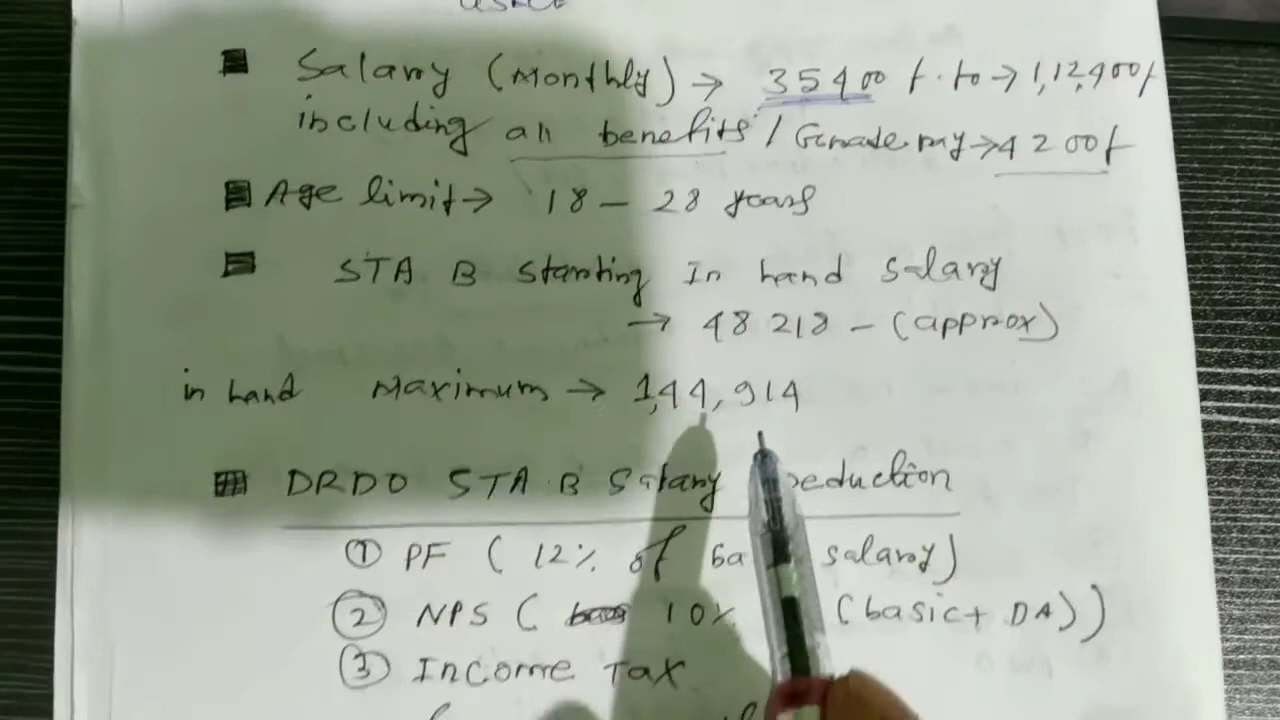 Salary (Monthly) → 35400/. to → 1,12,400/
including all benefits / Grade pay → 4200/
Age limit → 18 – 28 years
STA B Starting In hand salary
→ 48218 – (approx)
in hand Maximum → 1,44,914
DRDO STA B Salary Deduction
① PF ( 12% of ba salary)
② NPS ( 10% (basic + DA))
③ Income Tax